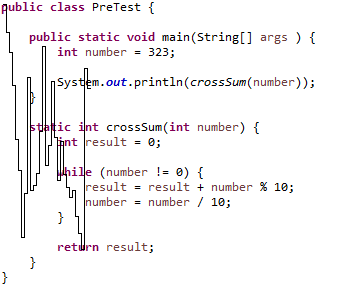 public class PreTest {
public static void main(String[] args ) {
int number = 323;
System.out.println(crossSum(number));
}
static int crossSum(int number) {
int result = 0;
while (number != 0) {
result = result + number % 10;
number = number / 10;
}
return result;
}
}